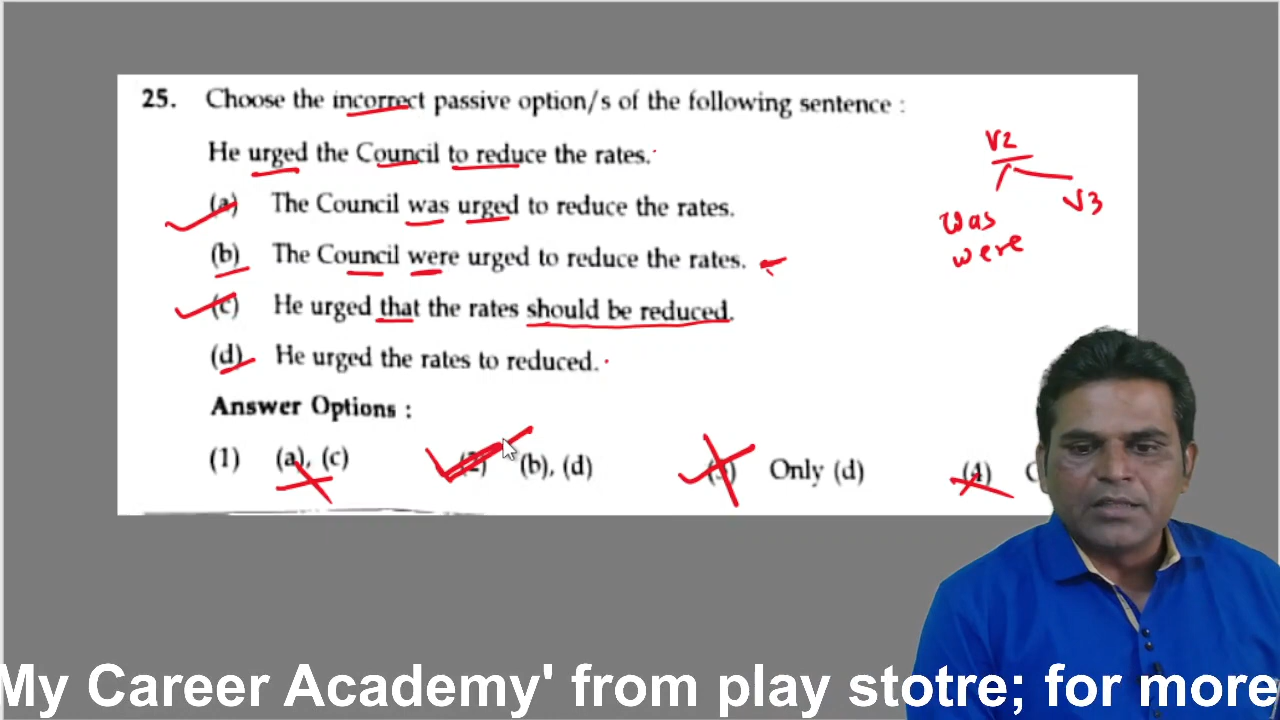 25. Choose the incorrect passive option/s of the following sentence :
He urged the Council to reduce the rates.
(a) The Council was urged to reduce the rates.
(b) The Council were urged to reduce the rates.
(c) He urged that the rates should be reduced.
(d) He urged the rates to reduced.
Answer Options :
(1) (a), (c) (2) (b), (d) (3) Only (d) (4)
V2
was V3
were
My Career Academy' from play stotre; for more